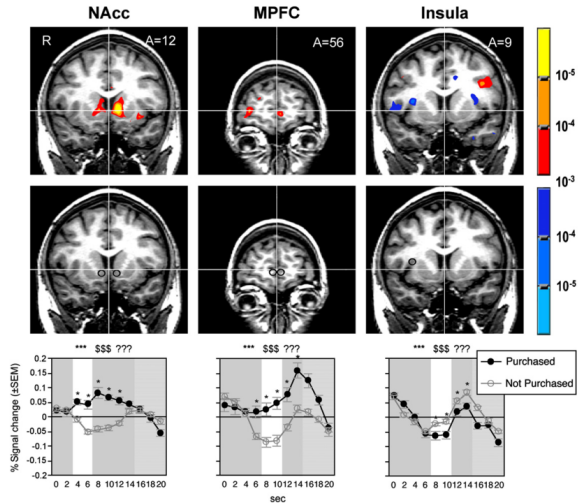 NAcc MPFC Insula
R A=12 A=56 A=9
10-5
10-4
10-3
10-4
10-5
*** $$$ ??? *** $$$ ??? *** $$$ ???
Purchased
Not Purchased
% Signal change (±SEM)
0.2
0.15
0.1
0.05
0
-0.05
-0.1
-0.15
-0.2
* * * * * *
* * * * * *
* * * *
0 2 4 6 8 10 12 14 16 18 20 0 2 4 6 8 10 12 14 16 18 20 0 2 4 6 8 10 12 14 16 18 20
sec